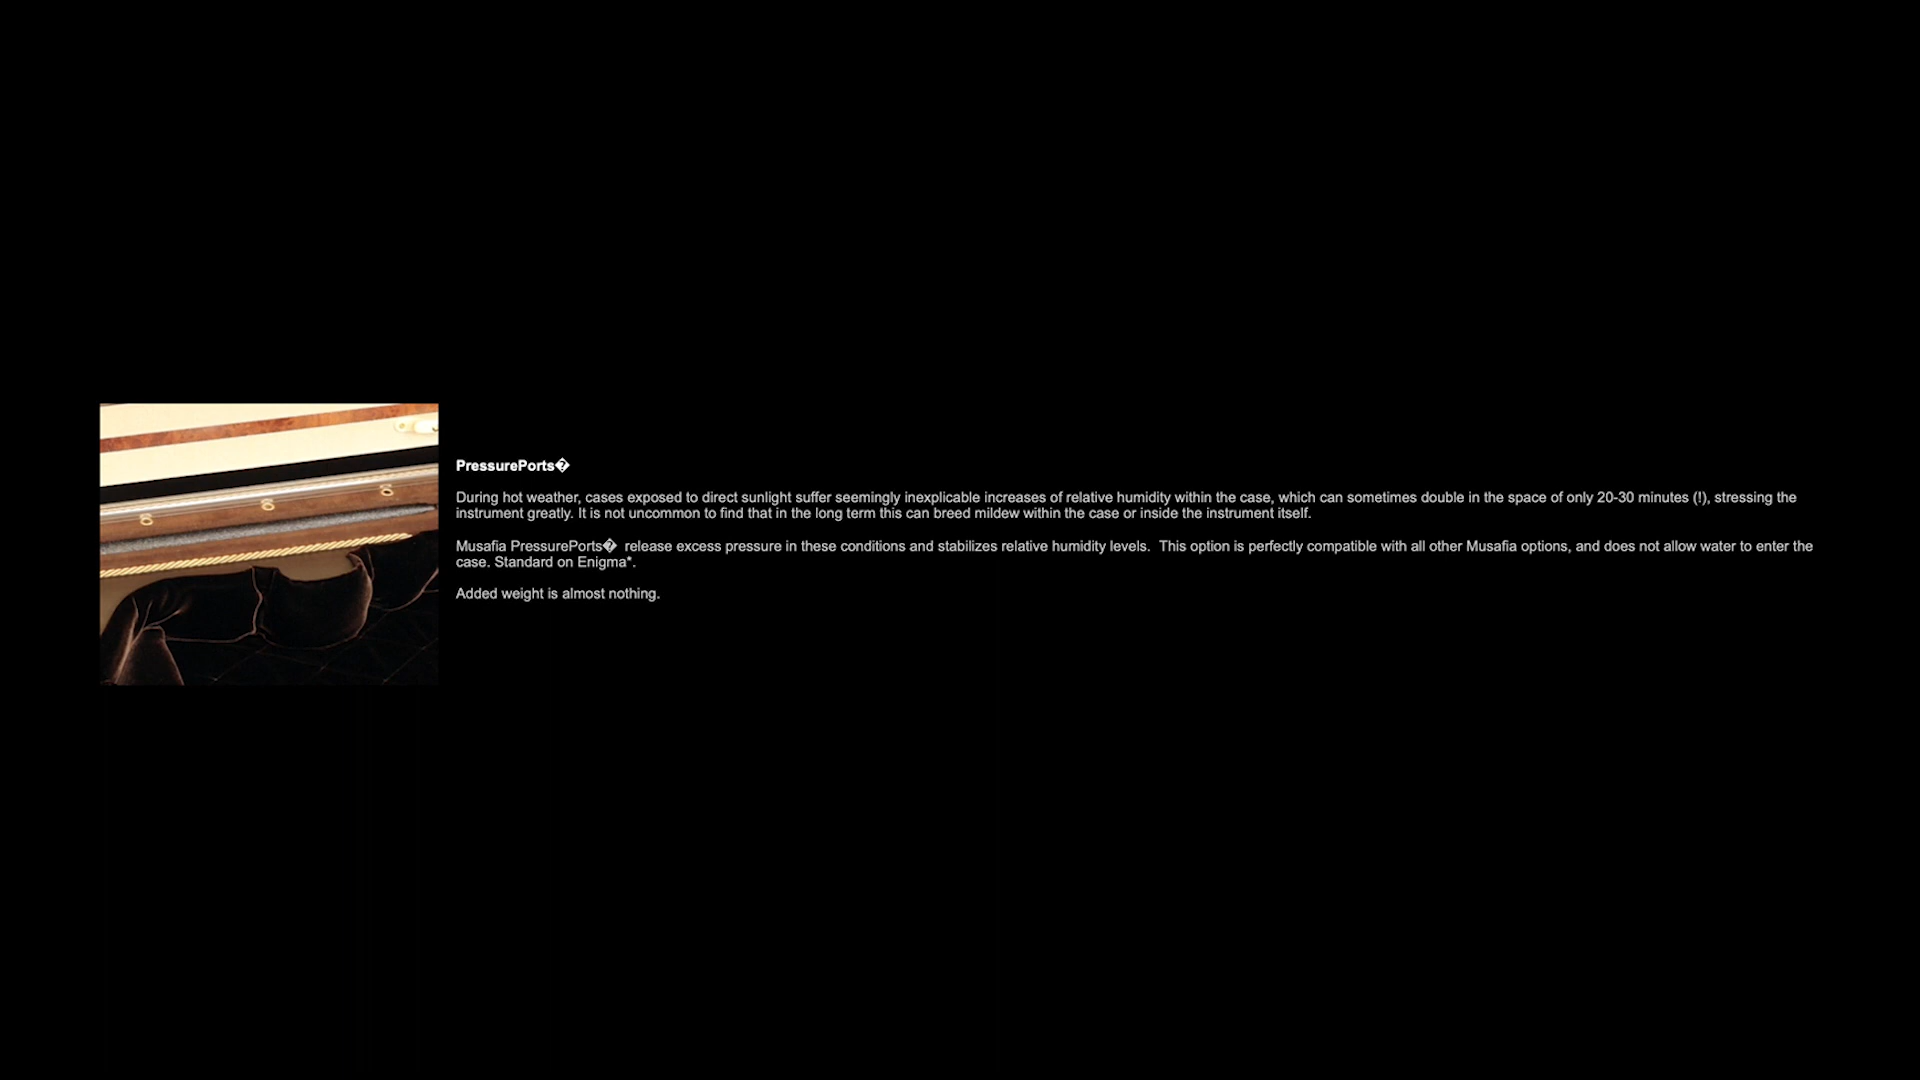 PressurePorts�
During hot weather, cases exposed to direct sunlight suffer seemingly inexplicable increases of relative humidity within the case, which can sometimes double in the space of only 20-30 minutes (!), stressing the
instrument greatly. It is not uncommon to find that in the long term this can breed mildew within the case or inside the instrument itself.
Musafia PressurePorts�  release excess pressure in these conditions and stabilizes relative humidity levels.  This option is perfectly compatible with all other Musafia options, and does not allow water to enter the
case. Standard on Enigma*.
Added weight is almost nothing.